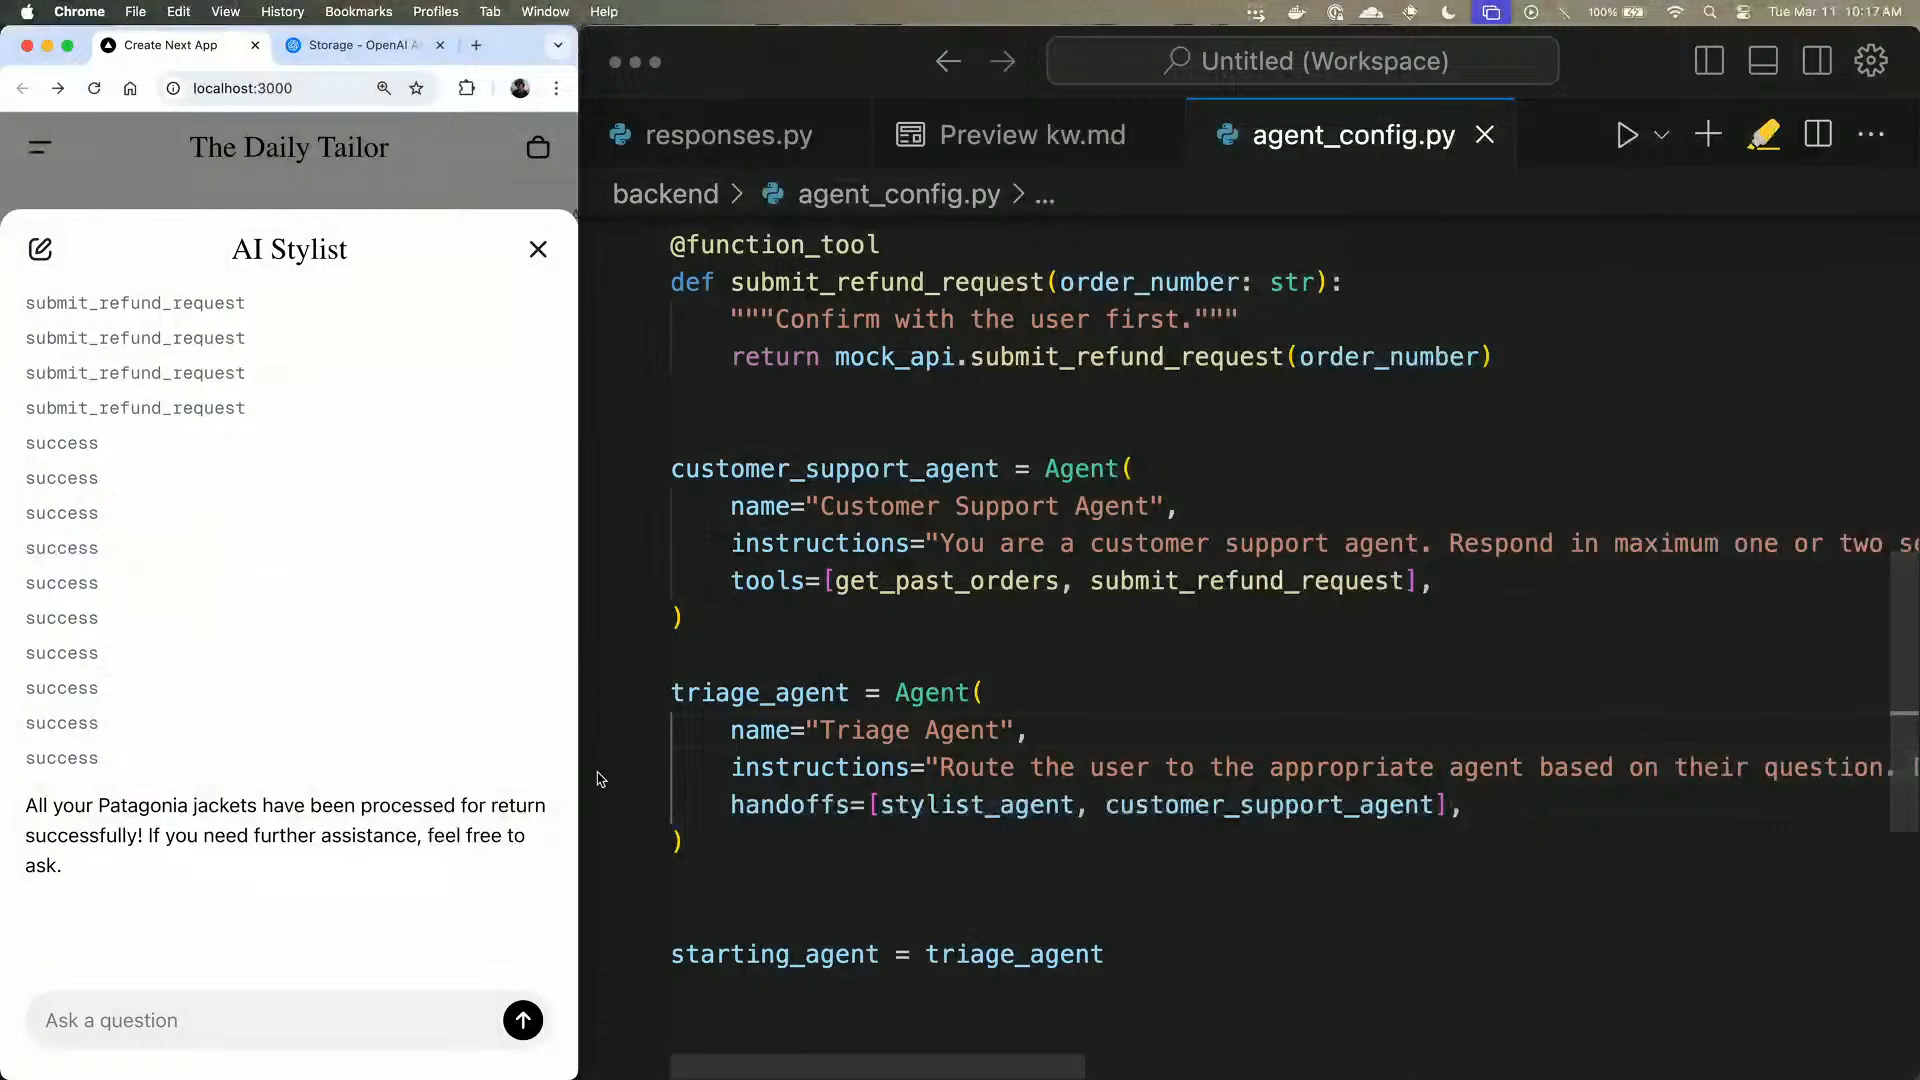 Chrome File Edit View History Bookmarks Profiles Tab Window Help
100% Tue Mar 11 10:17 AM
Create Next App
Storage - OpenAI
localhost:3000
The Daily Tailor
AI Stylist
submit_refund_request
submit_refund_request
submit_refund_request
submit_refund_request
success
success
success
success
success
success
success
success
success
success
All your Patagonia jackets have been processed for return
successfully! If you need further assistance, feel free to
ask.
Ask a question
Untitled (Workspace)
responses.py
Preview kw.md
agent_config.py
backend > agent_config.py > ...
@function_tool
def submit_refund_request(order_number: str):
"""Confirm with the user first."""
return mock_api.submit_refund_request(order_number)
customer_support_agent = Agent(
name="Customer Support Agent",
instructions="You are a customer support agent. Respond in maximum one or two
tools=[get_past_orders, submit_refund_request],
)
triage_agent = Agent(
name="Triage Agent",
instructions="Route the user to the appropriate agent based on their question.
handoffs=[stylist_agent, customer_support_agent],
)
starting_agent = triage_agent